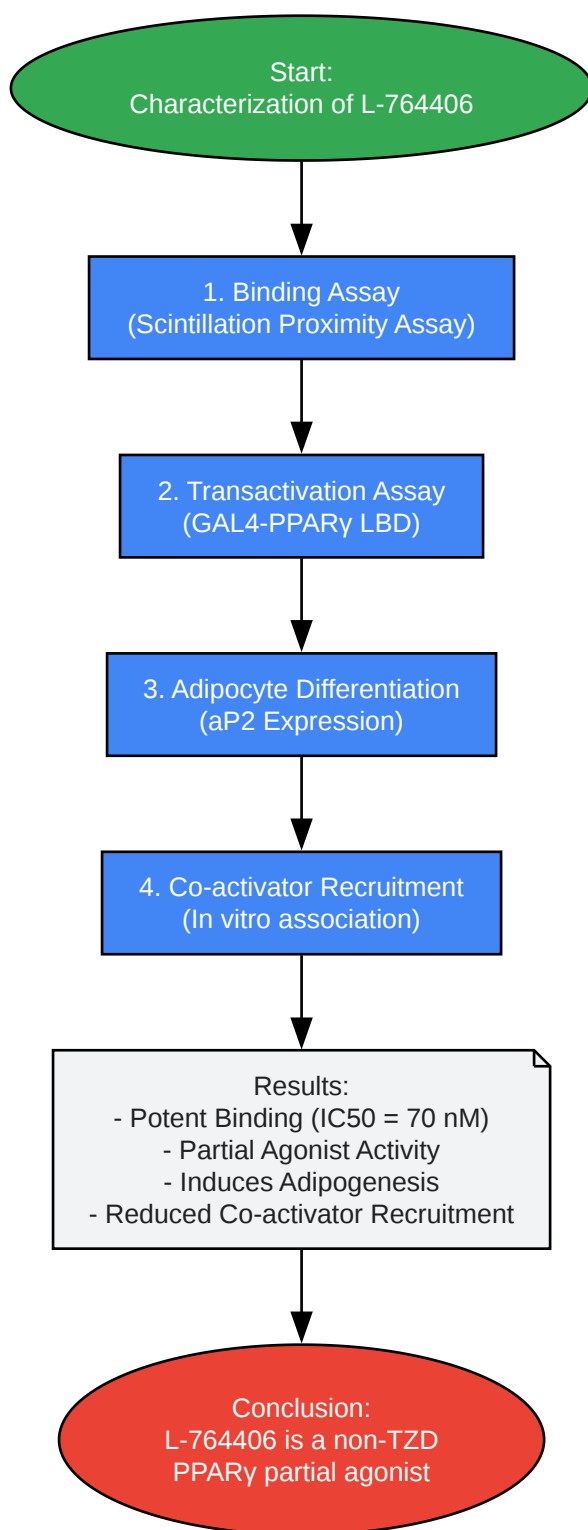 Start:
Characterization of L-764406
1. Binding Assay
(Scintillation Proximity Assay)
2. Transactivation Assay
(GAL4-PPARγ LBD)
3. Adipocyte Differentiation
(aP2 Expression)
4. Co-activator Recruitment
(In vitro association)
Results:
- Potent Binding (IC50 = 70 nM)
- Partial Agonist Activity
- Induces Adipogenesis
- Reduced Co-activator Recruitment
Conclusion:
L-764406 is a non-TZD
PPARγ partial agonist